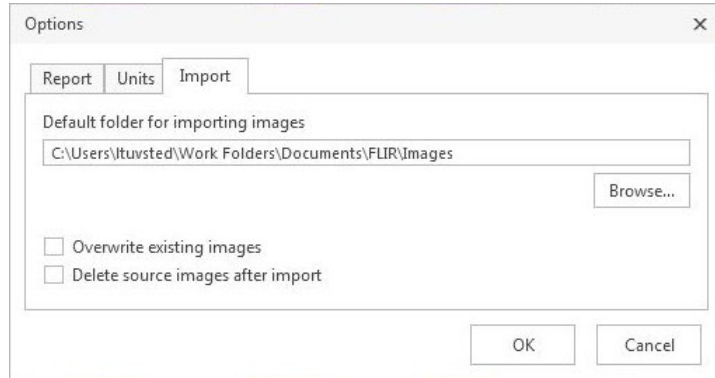 Options
Report Units Import
Default folder for importing images
C:\Users\ltuvsted\Work Folders\Documents\FLIR\Images
Browse...
Overwrite existing images
Delete source images after import
OK Cancel